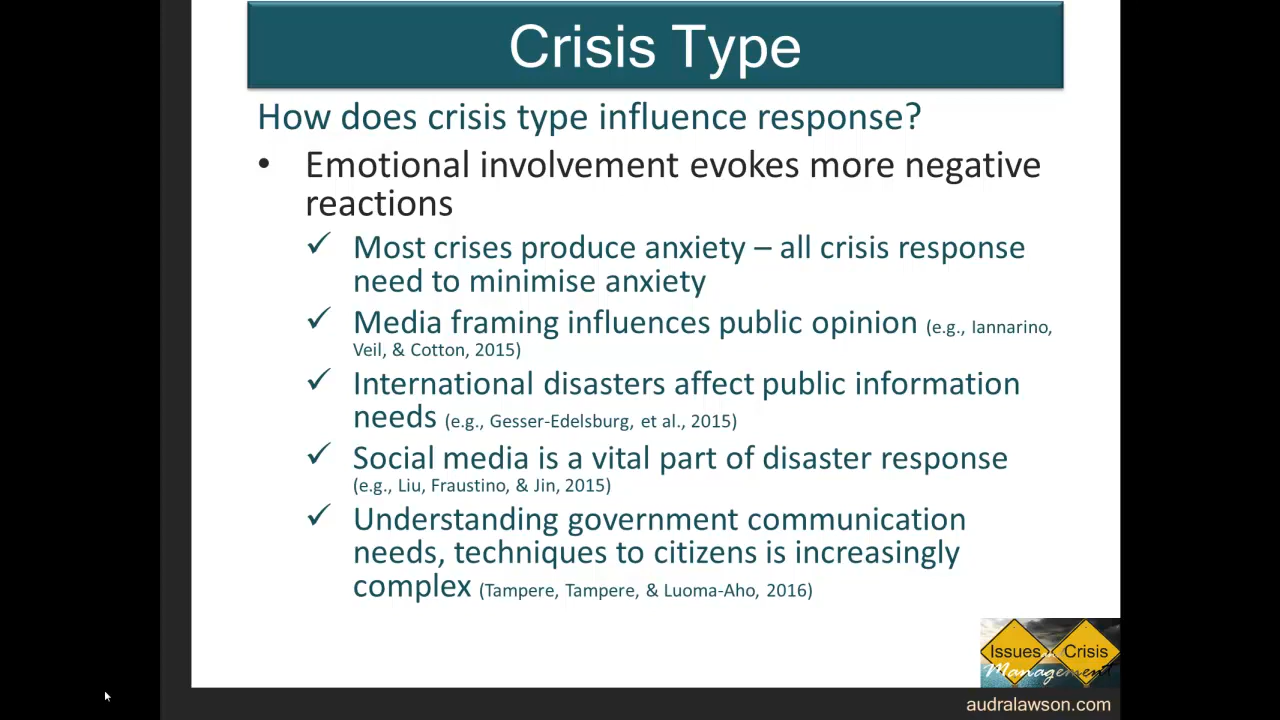 Crisis Type
How does crisis type influence response?
• Emotional involvement evokes more negative
reactions
✓ Most crises produce anxiety – all crisis response
need to minimise anxiety
✓ Media framing influences public opinion (e.g., Iannarino,
Veil, & Cotton, 2015)
✓ International disasters affect public information
needs (e.g., Gesser-Edelsburg, et al., 2015)
✓ Social media is a vital part of disaster response
(e.g., Liu, Fraustino, & Jin, 2015)
✓ Understanding government communication
needs, techniques to citizens is increasingly
complex (Tampere, Tampere, & Luoma-Aho, 2016)
Issues Crisis
Management
audralawson.com